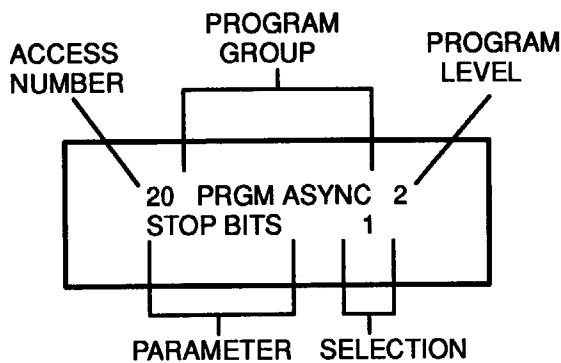 PROGRAM
GROUP
ACCESS
NUMBER
PROGRAM
LEVEL
20 PRGM ASYNC 2
STOP BITS 1
PARAMETER
SELECTION